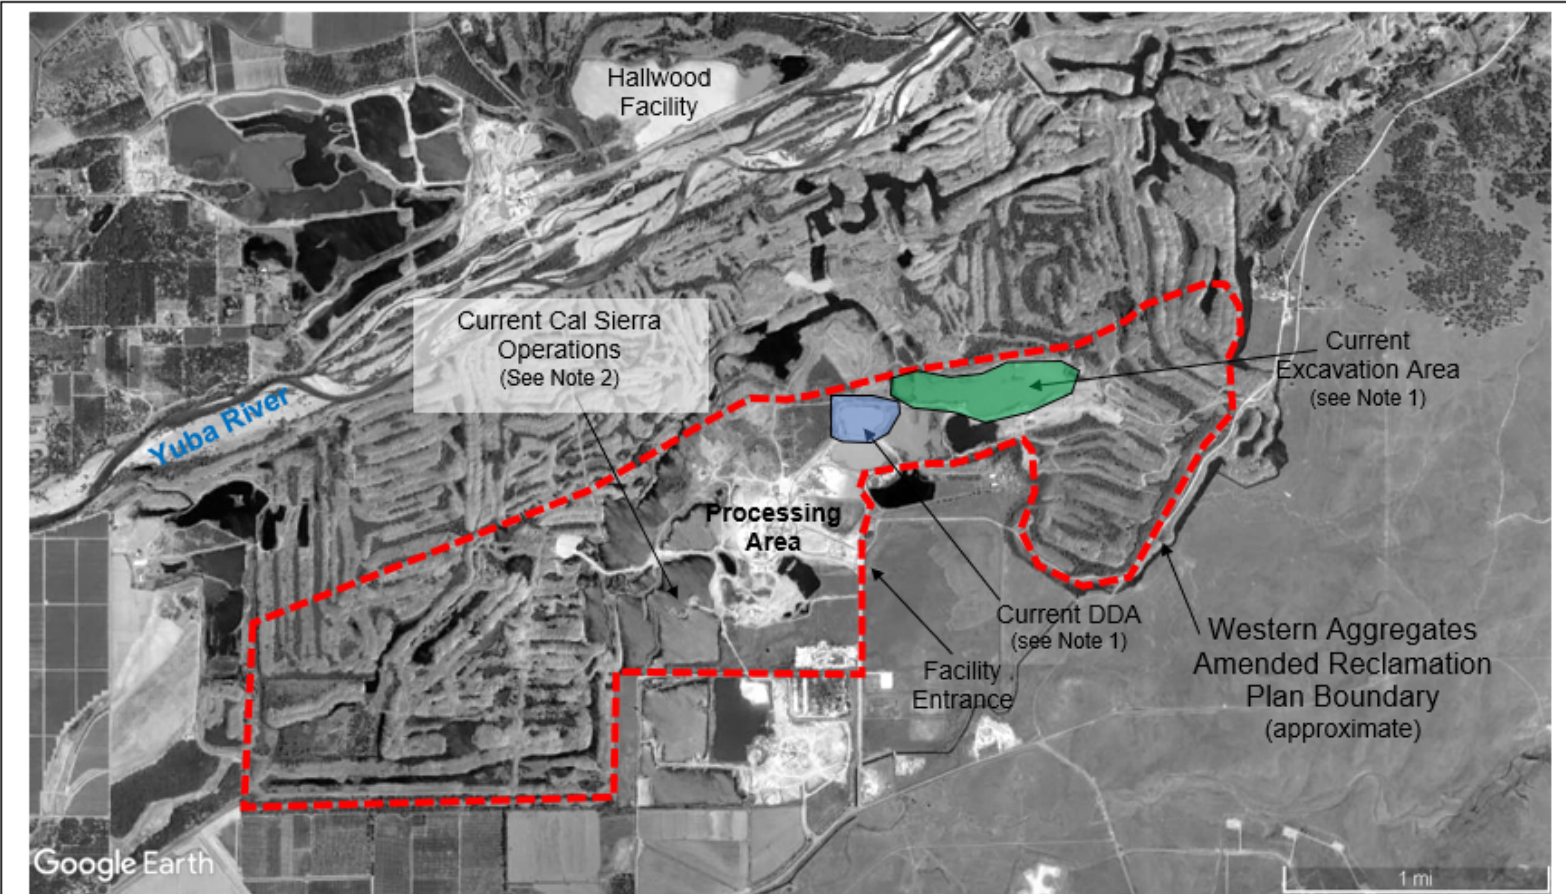 Hallwood
Facility
Current Cal Sierra
Operations
(See Note 2)
Yuba River
Current
Excavation Area
(see Note 1)
Processing
Area
Current DDA
(see Note 1)
Facility
Entrance
Western Aggregates
Amended Reclamation
Plan Boundary
(approximate)
Google Earth
1 mi